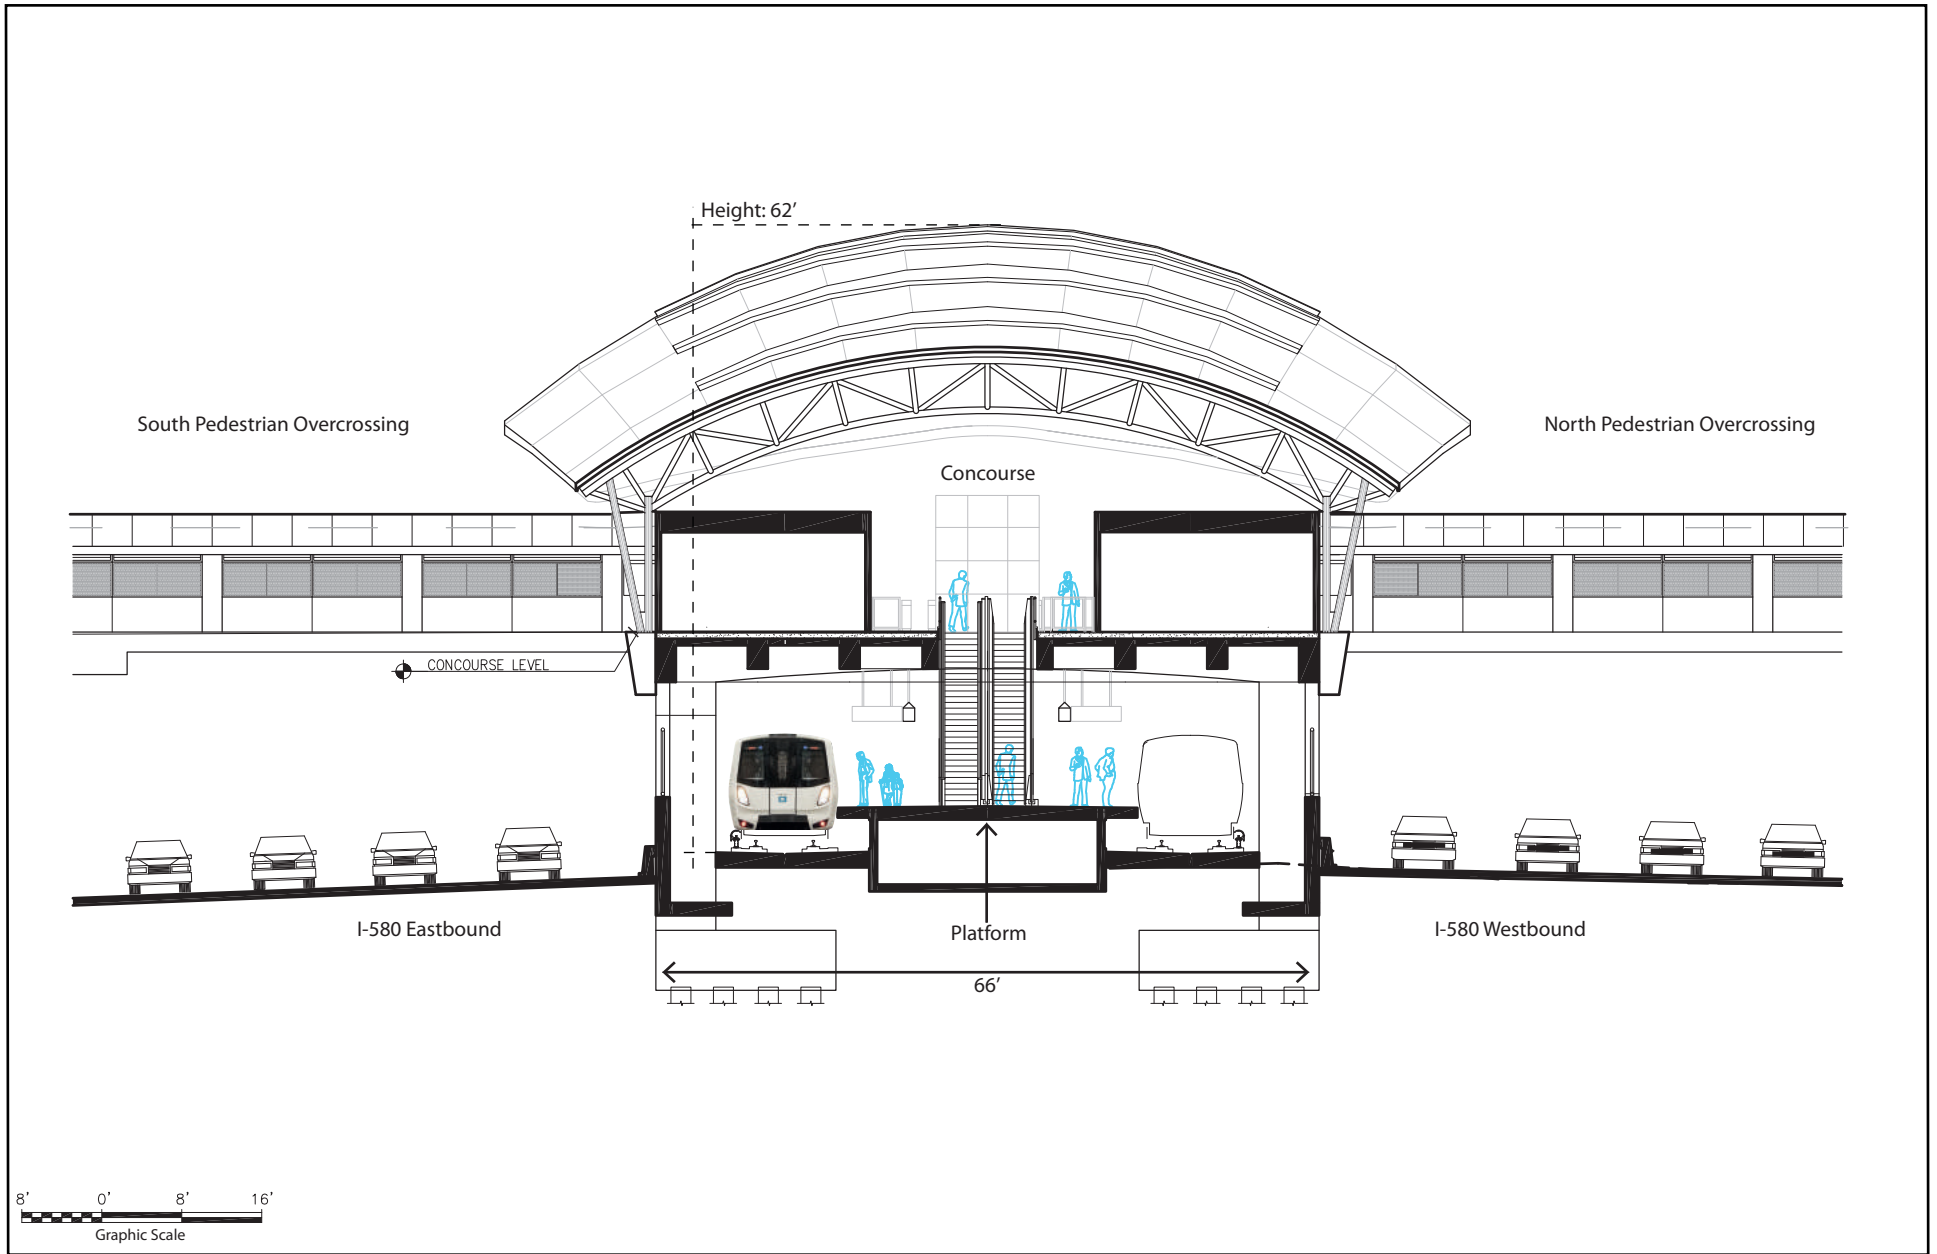 Height: 62’
South Pedestrian Overcrossing
North Pedestrian Overcrossing
Concourse
CONCOURSE LEVEL
I-580 Eastbound
Platform
I-580 Westbound
66’
8' 0' 8' 16'
Graphic Scale